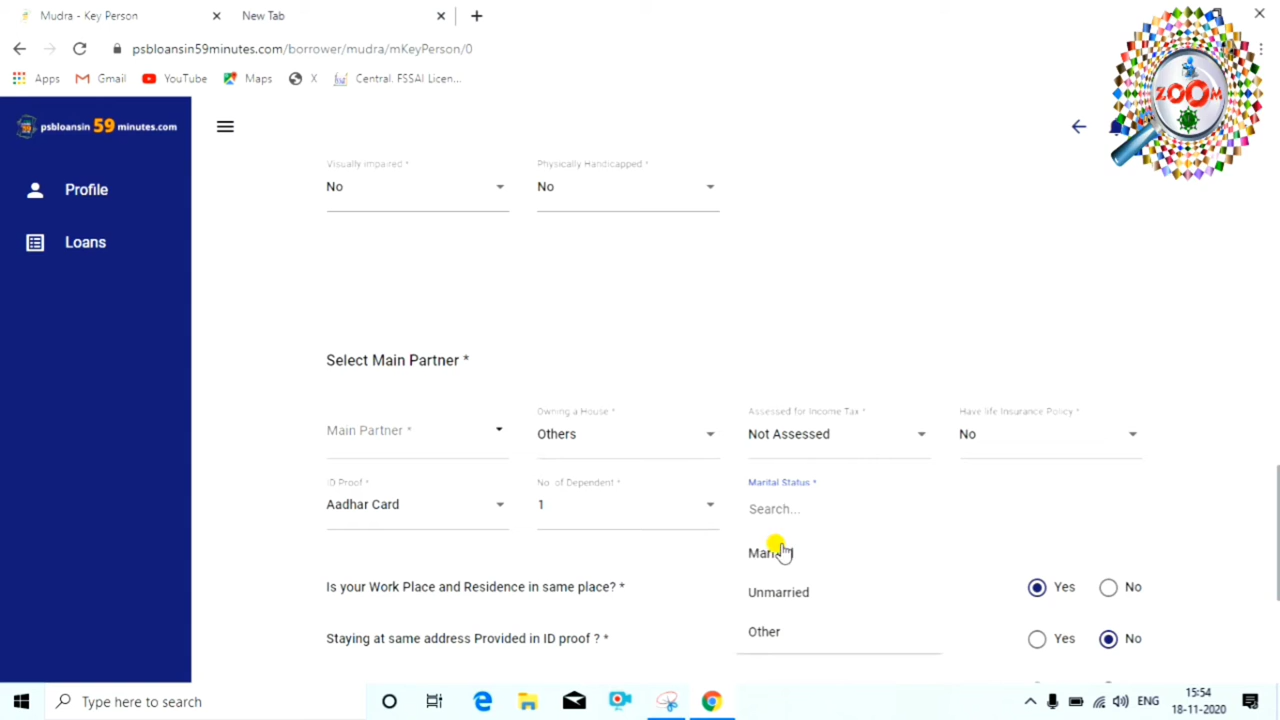 Mudra - Key Person
New Tab
psbloansin59minutes.com/borrower/mudra/mKeyPerson/0
Apps Gmail YouTube Maps X Central. FSSAI Licen...
psbloansin 59 minutes.com
ZOOM
Profile
Loans
Visually Impaired * Physically Handicapped *
No No
Select Main Partner *
Owning a House * Assessed for Income Tax * Have life Insurance Policy *
Main Partner * Others Not Assessed No
ID Proof * No. of Dependent * Marital Status *
Aadhar Card 1 Search...
Unmarried
Other
Is your Work Place and Residence in same place? * Yes No
Staying at same address Provided in ID proof ? * Yes No
Type here to search
ENG
15:54
18-11-2020